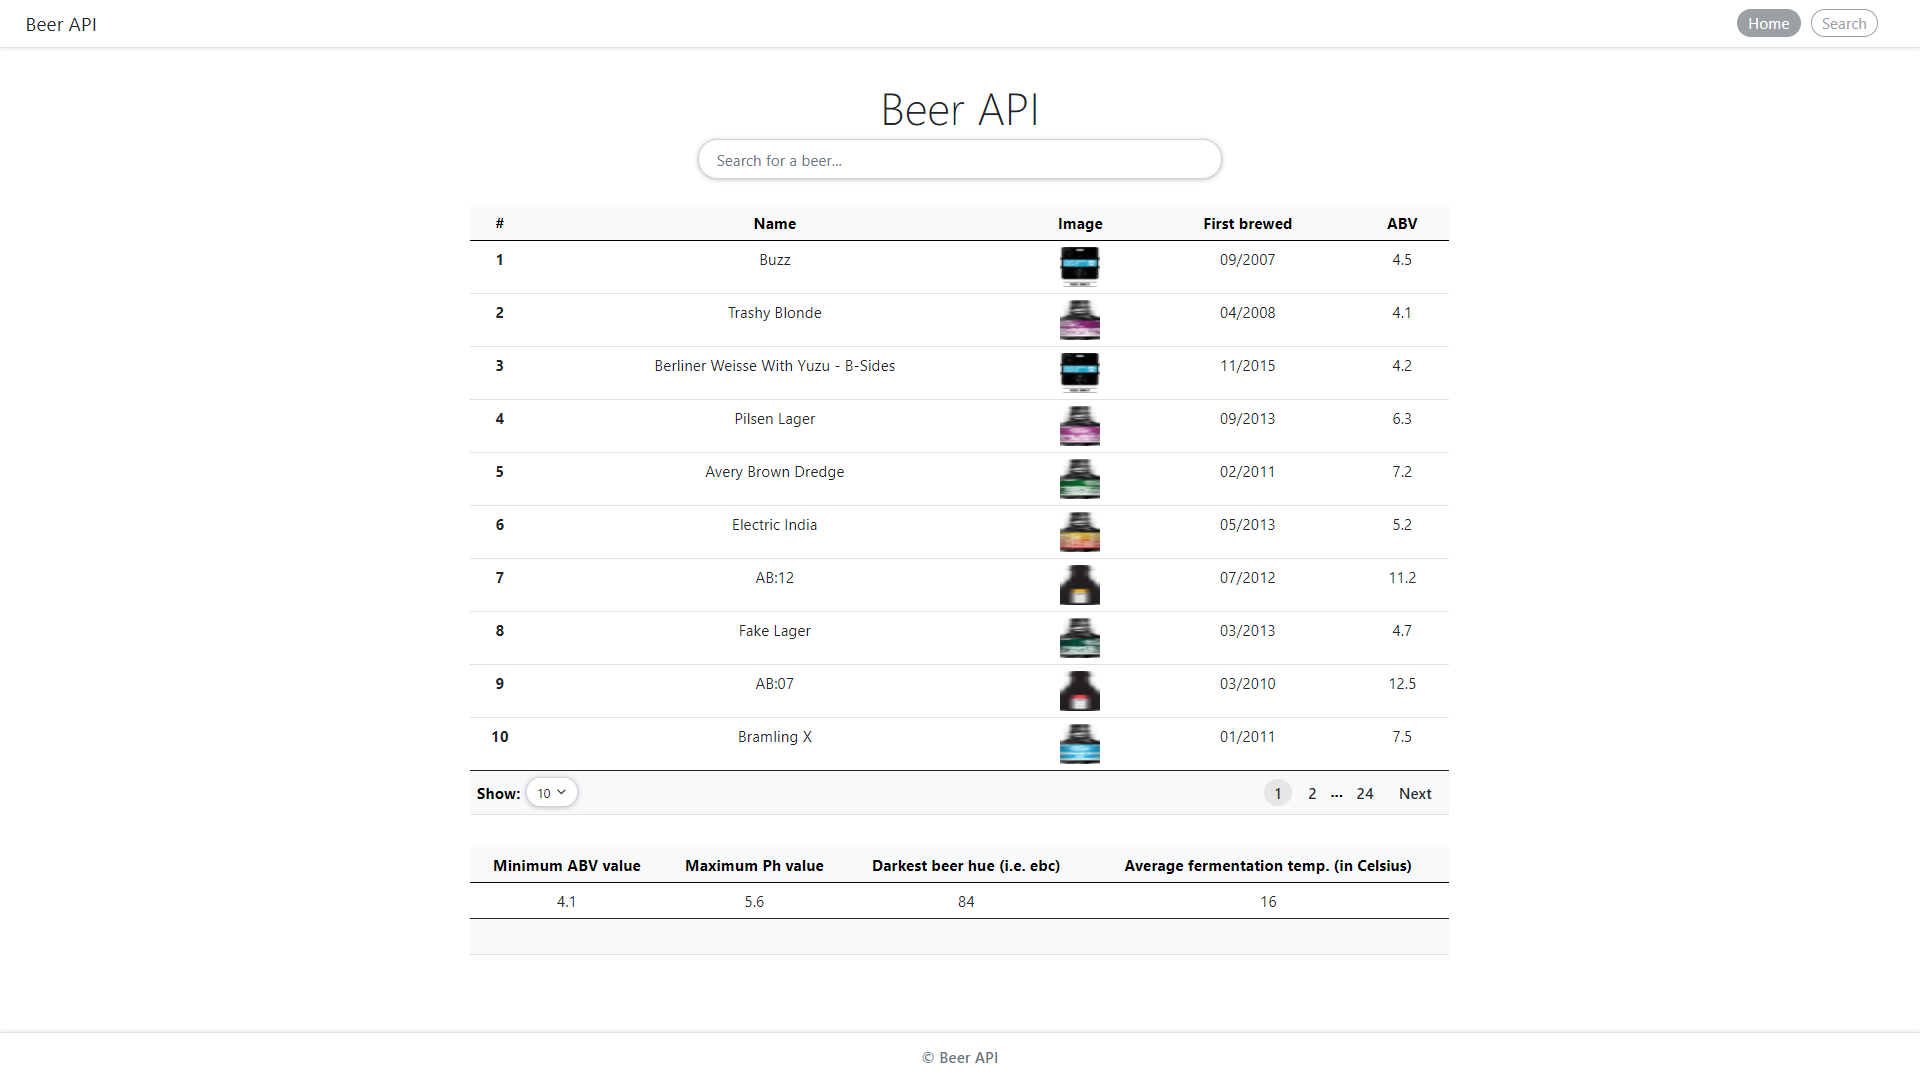 Beer API Home Search
Beer API
Search for a beer...
# Name Image First brewed ABV
1 Buzz 09/2007 4.5
2 Trashy Blonde 04/2008 4.1
3 Berliner Weisse With Yuzu - B-Sides 11/2015 4.2
4 Pilsen Lager 09/2013 6.3
5 Avery Brown Dredge 02/2011 7.2
6 Electric India 05/2013 5.2
7 AB:12 07/2012 11.2
8 Fake Lager 03/2013 4.7
9 AB:07 03/2010 12.5
10 Bramling X 01/2011 7.5
Show: 10 1 2 ... 24 Next
Minimum ABV value Maximum Ph value Darkest beer hue (i.e. ebc) Average fermentation temp. (in Celsius)
4.1 5.6 84 16
© Beer API